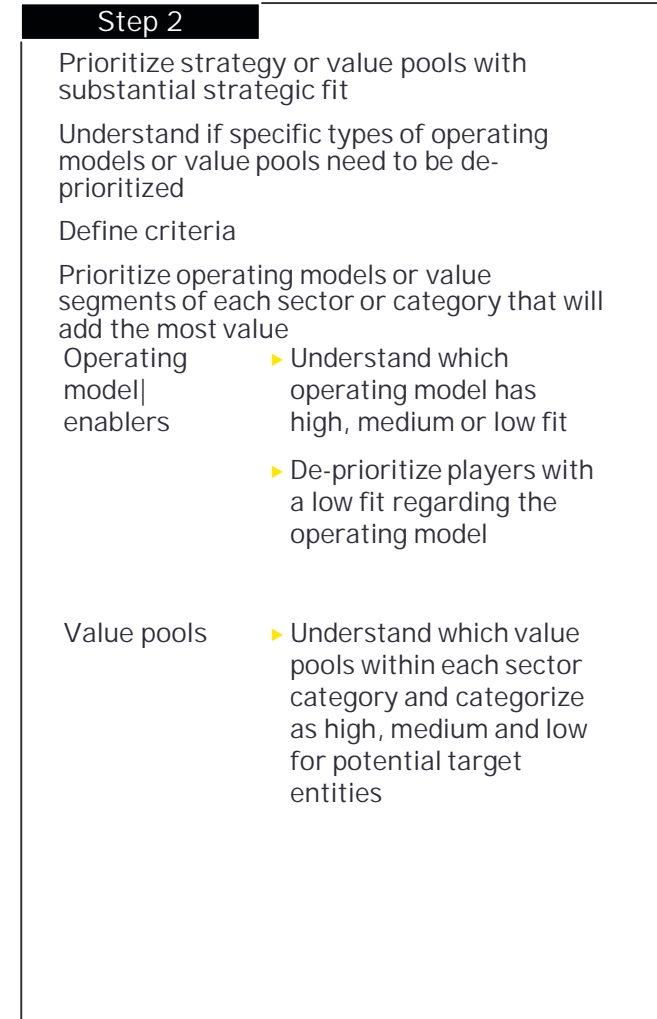 Step 2
Prioritize strategy or value pools with
substantial strategic fit
Understand if specific types of operating
models or value pools need to be de-
prioritized
Define criteria
Prioritize operating models or value
segments of each sector or category that will
add the most value
Operating
model|
enablers
▶ Understand which
operating model has
high, medium or low fit
▶ De-prioritize players with
a low fit regarding the
operating model
Value pools
▶ Understand which value
pools within each sector
category and categorize
as high, medium and low
for potential target
entities